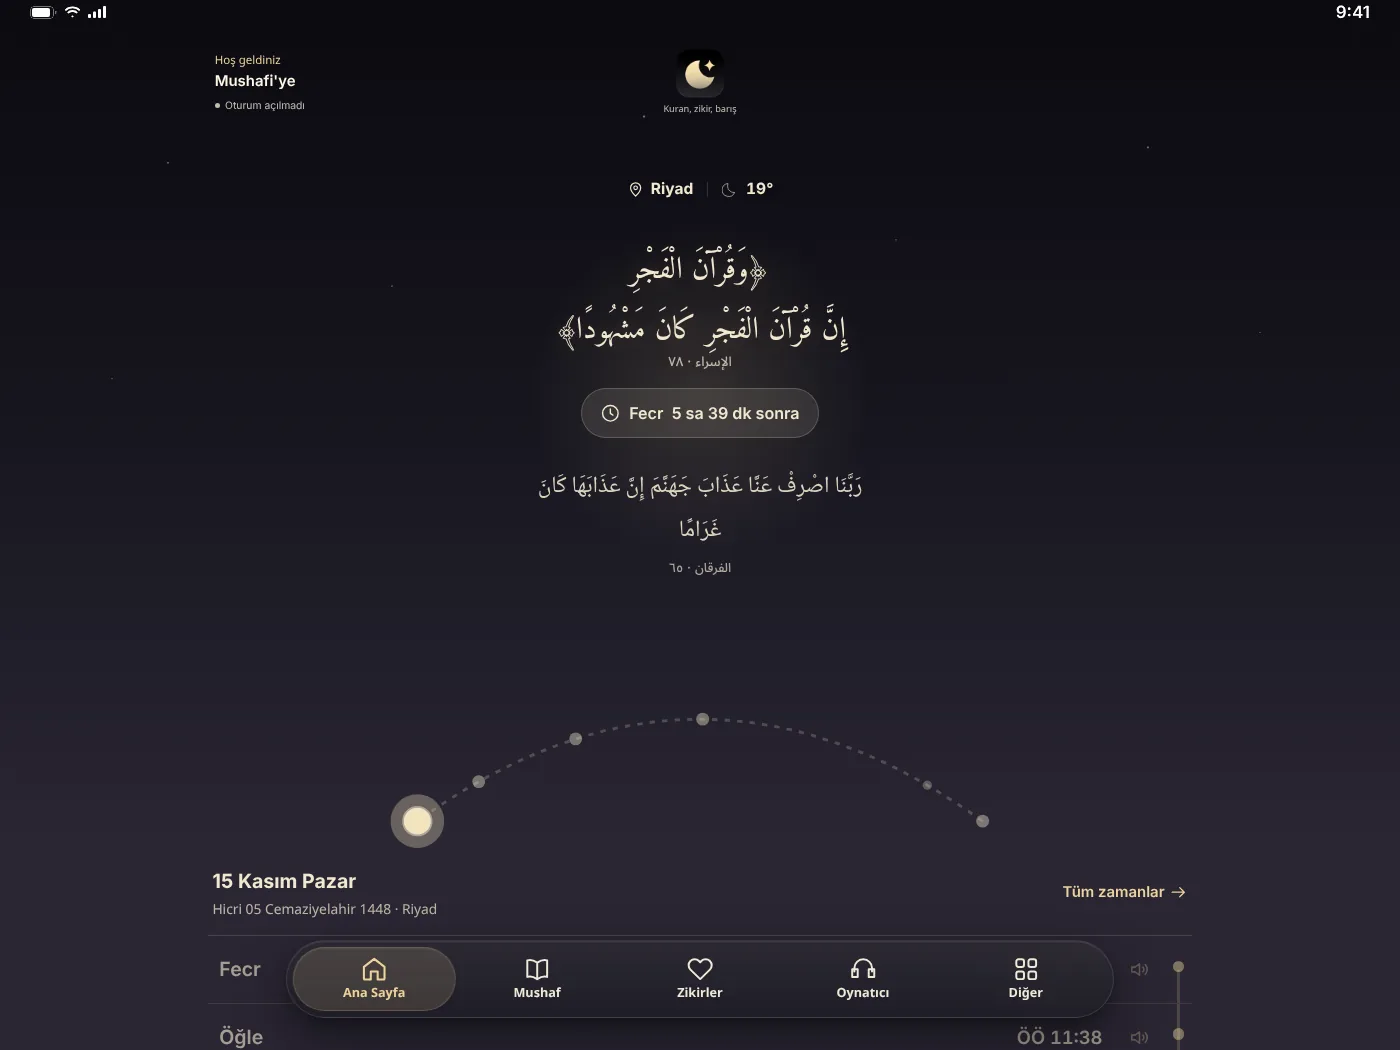 9:41
Hoş geldiniz
Mushafi'ye
Oturum açılmadı
Kuran, zikir, barış
Riyad
19°
﴿وَقُرْآنَ الْفَجْرِ
إِنَّ قُرْآنَ الْفَجْرِ كَانَ مَشْهُودًا﴾
الإسراء · ٧٨
Fecr 5 sa 39 dk sonra
رَبَّنَا اصْرِفْ عَنَّا عَذَابَ جَهَنَّمَ إِنَّ عَذَابَهَا كَانَ
غَرَامًا
الفرقان · ٦٥
15 Kasım Pazar
Tüm zamanlar →
Hicri 05 Cemaziyelahir 1448 · Riyad
Fecr
Ana Sayfa
Mushaf
Zikirler
Oynatıcı
Diğer
Öğle
ÖÖ 11:38